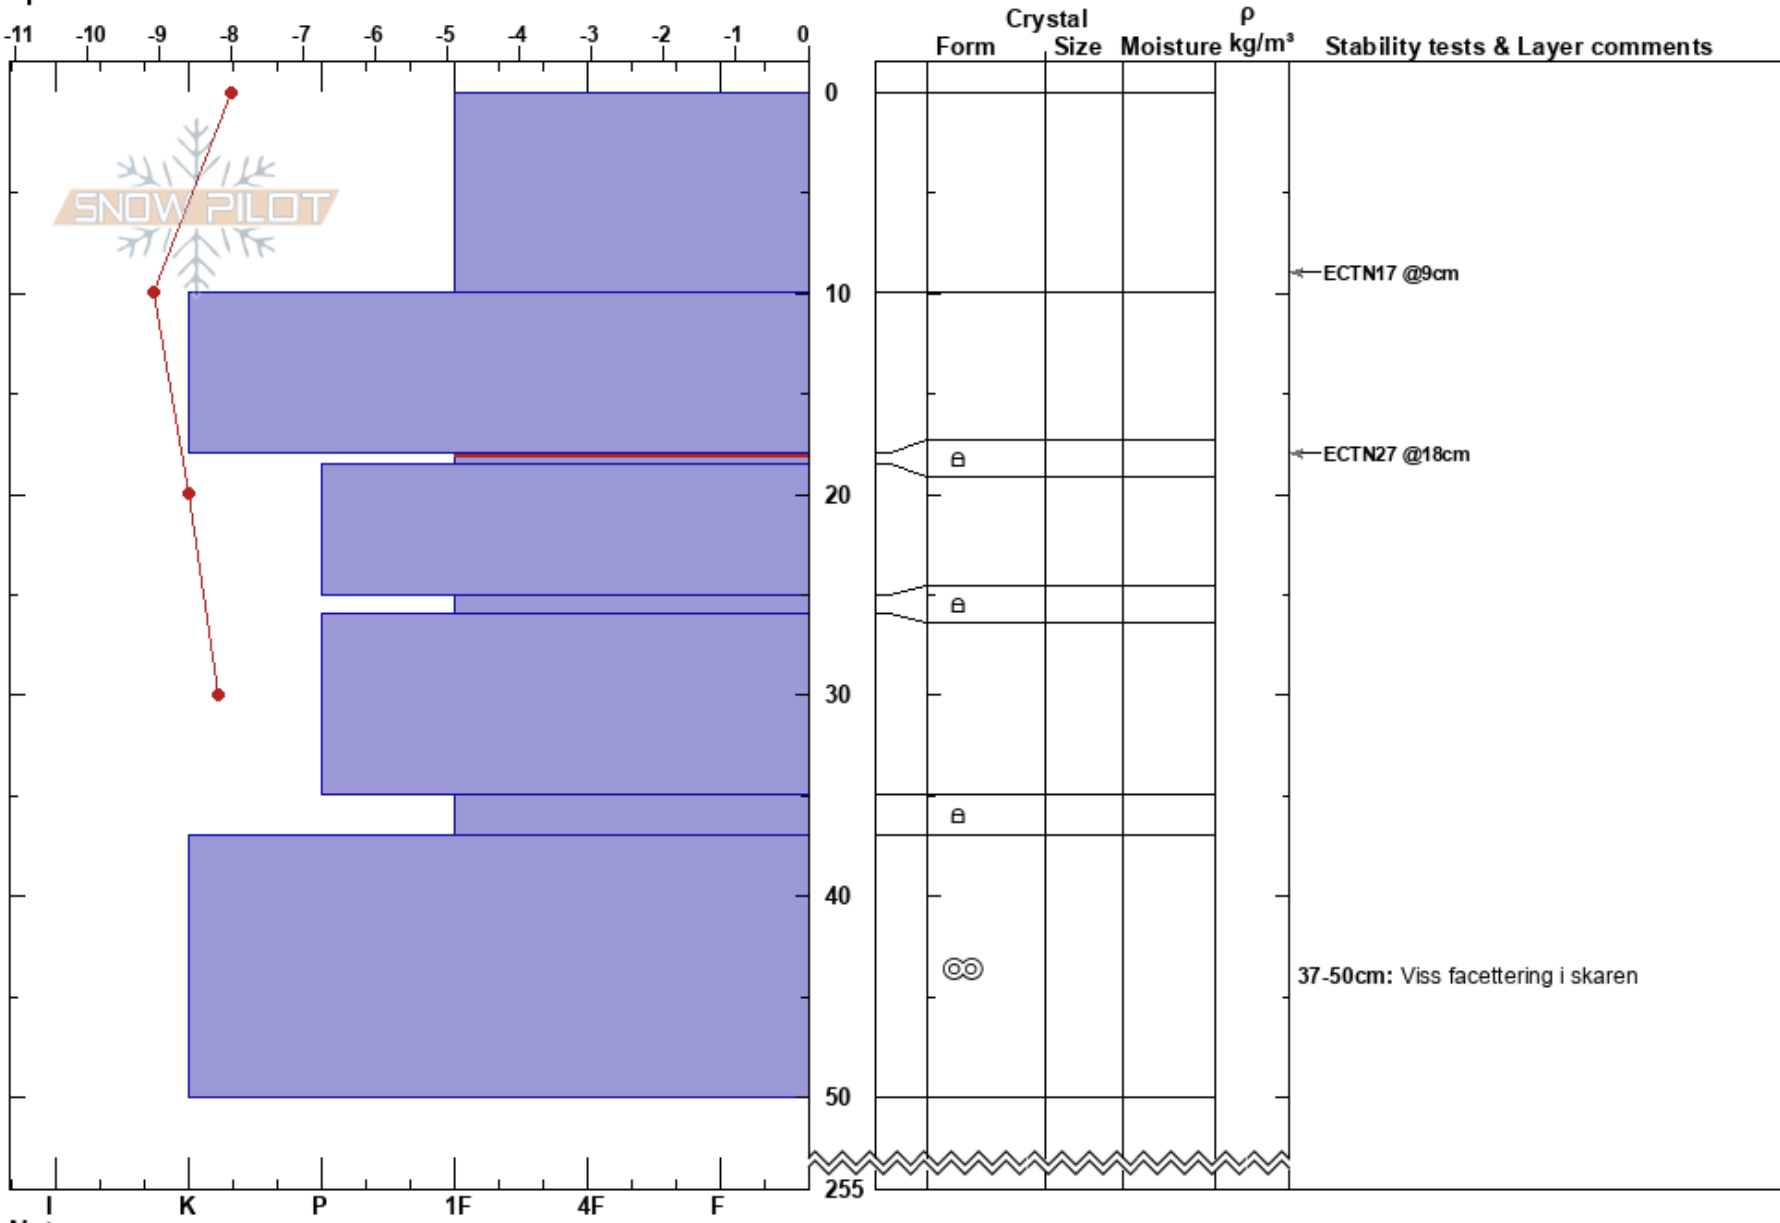 Crystal ρ
-11 -10 -9 -8 -7 -6 -5 -4 -3 -2 -1 0
Form Size Moisture kg/m³ Stability tests & Layer comments
0
SNOW PILOT
ECTN17 @9cm
10
ECTN27 @18cm
20
30
40
37-50cm: Viss facettering i skaren
50
255
I K P 1F 4F F